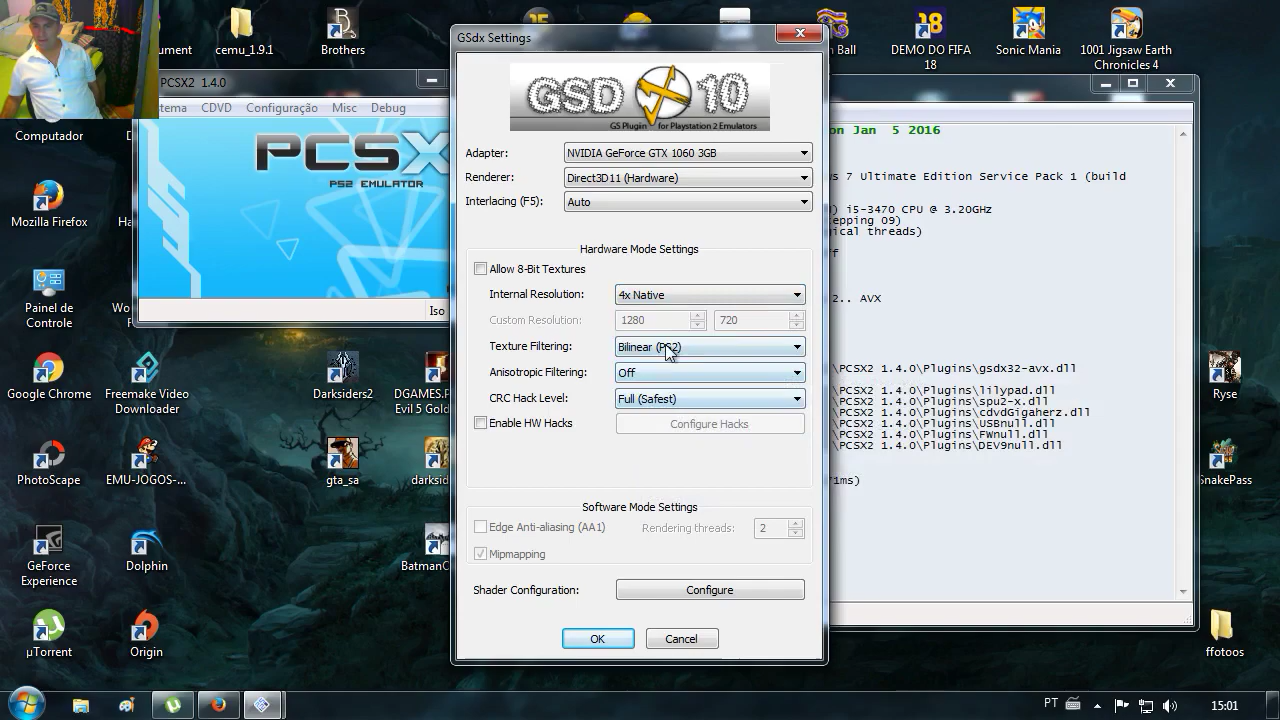 ument
cemu_1.9.1
Brothers
Ball
DEMO DO FIFA
18
Sonic Mania
1001 Jigsaw Earth
Chronicles 4
GSdx Settings
PCSX2 1.4.0
tema CDVD Configuração Misc Debug
PCSX
PS2 EMULATOR
Iso
GSD 10
GS Plugin for Playstation 2 Emulators
Adapter: NVIDIA GeForce GTX 1060 3GB
Renderer: Direct3D11 (Hardware)
Interlacing (F5): Auto
Hardware Mode Settings
Allow 8-Bit Textures
Internal Resolution: 4x Native
Custom Resolution: 1280 720
Texture Filtering: Bilinear (PS2)
Anisotropic Filtering: Off
CRC Hack Level: Full (Safest)
Enable HW Hacks Configure Hacks
Software Mode Settings
Edge Anti-aliasing (AA1) Rendering threads: 2
Mipmapping
Shader Configuration: Configure
OK Cancel
on Jan 5 2016
ws 7 Ultimate Edition Service Pack 1 (build
) i5-3470 CPU @ 3.20GHz
tepping 09)
gical threads)
ff
2.. AVX
\PCSX2 1.4.0\Plugins\gsdx32-avx.dll
\PCSX2 1.4.0\Plugins\lilypad.dll
\PCSX2 1.4.0\Plugins\spu2-x.dll
\PCSX2 1.4.0\Plugins\cdvdGigaherz.dll
\PCSX2 1.4.0\Plugins\USBnull.dll
\PCSX2 1.4.0\Plugins\FWnull.dll
\PCSX2 1.4.0\Plugins\DEV9null.dll
71ms)
Computador
Mozilla Firefox
Ha
Painel de
Controle
Wo
P
Google Chrome
Freemake Video
Downloader
Darksiders2
DGAMES.P
Evil 5 Gold
Ryse
PhotoScape
EMU-JOGOS-...
gta_sa
darksid
SnakePass
GeForce
Experience
Dolphin
BatmanC
µTorrent
Origin
ffotoos
PT
15:01